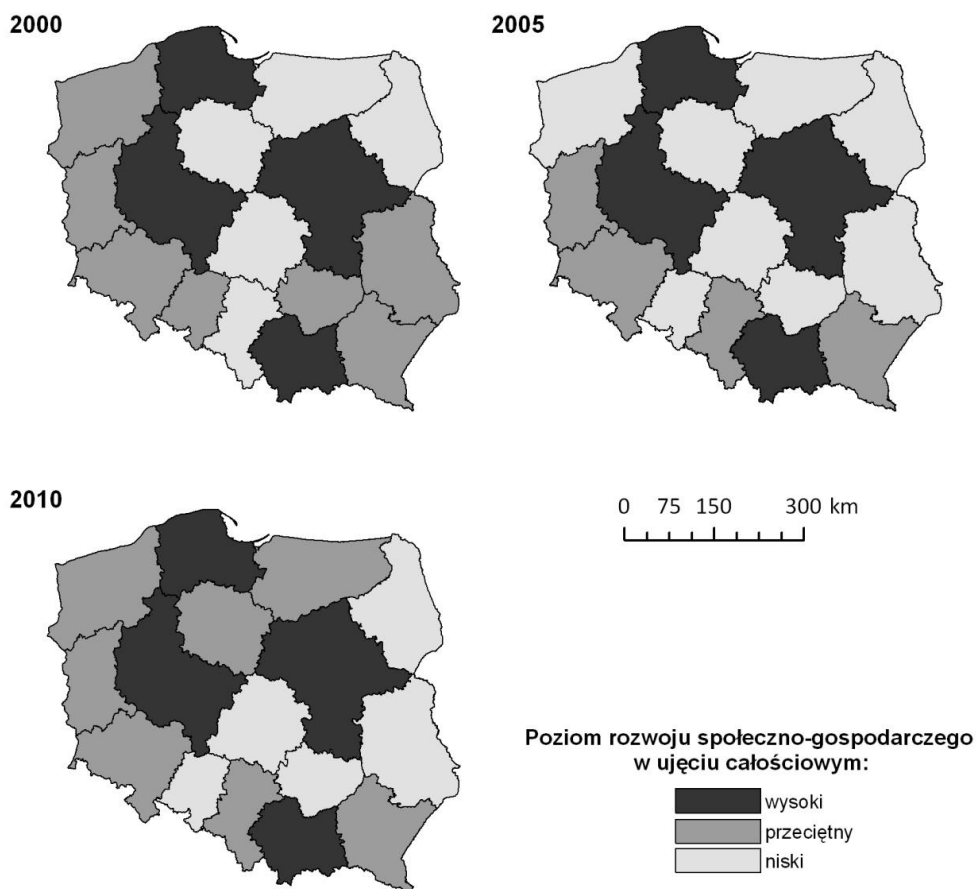 2000
2005
2010
0 75 150 300 km
Poziom rozwoju społeczno-gospodarczego
w ujęciu całościowym:
wysoki
przeciętny
niski